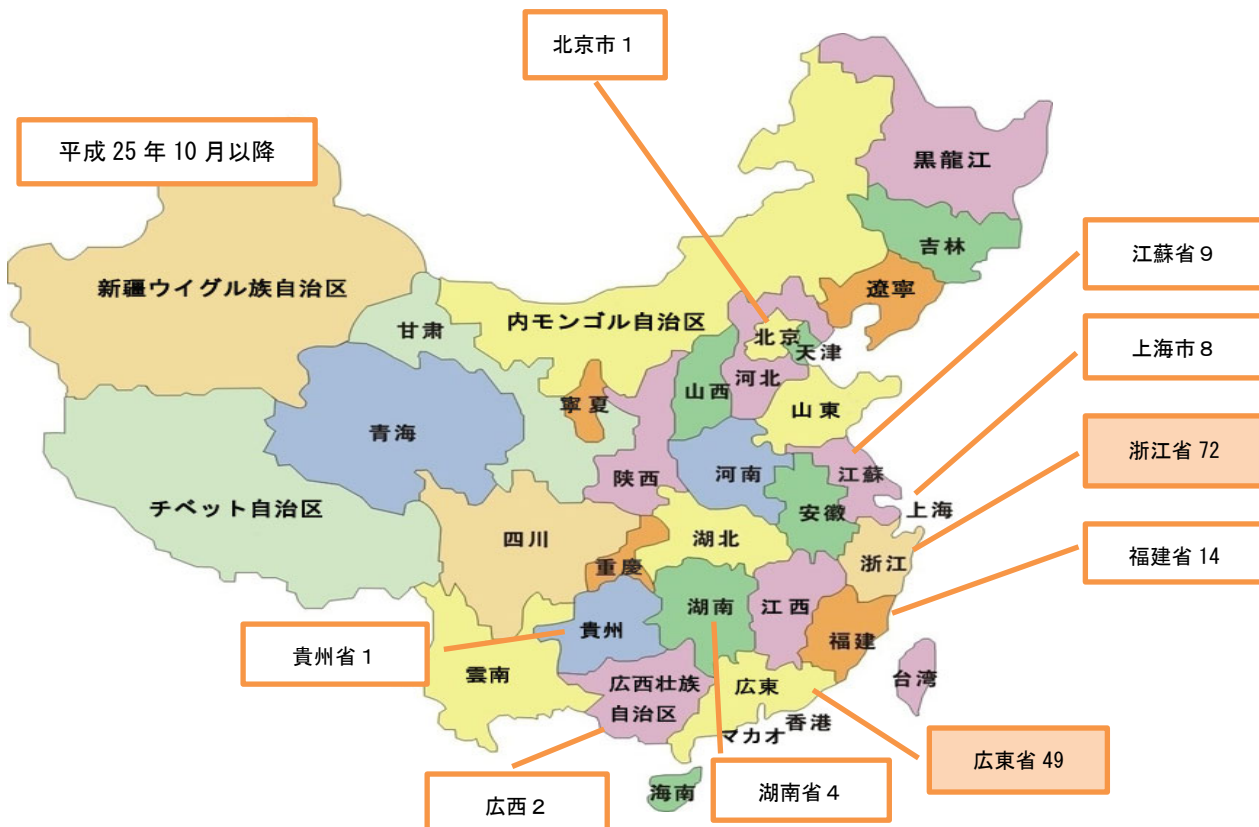 北京市 1
平成 25 年 10 月以降
黒龍江
江蘇省 9
吉林
新疆ウイグル族自治区
遼寧
内モンゴル自治区
甘粛
北京
天津
上海市 8
河北
山西
寧夏
山東
青海
浙江省 72
江蘇
河南
陝西
チベット自治区
安徽
上海
四川
湖北
重慶
浙江
福建省 14
湖南
江西
貴州
福建
貴州省 1
雲南
広西壮族
自治区
広東
台湾
香港
マカオ
広東省 49
海南
湖南省 4
広西 2